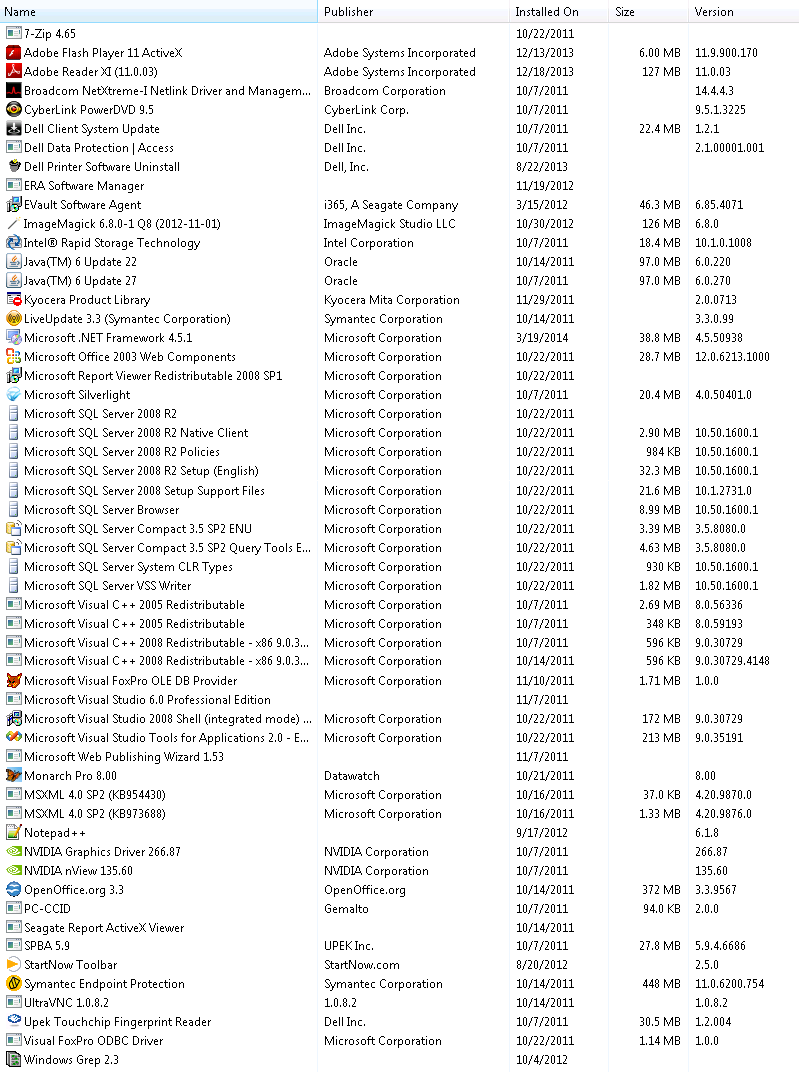 Name Publisher Installed On Size Version
7-Zip 4.65 10/22/2011
Adobe Flash Player 11 ActiveX Adobe Systems Incorporated 12/13/2013 6.00 MB 11.9.900.170
Adobe Reader XI (11.0.03) Adobe Systems Incorporated 12/18/2013 127 MB 11.0.03
Broadcom NetXtreme-I Netlink Driver and Managem... Broadcom Corporation 10/7/2011 14.4.4.3
CyberLink PowerDVD 9.5 CyberLink Corp. 10/7/2011 9.5.1.3225
Dell Client System Update Dell Inc. 10/7/2011 22.4 MB 1.2.1
Dell Data Protection | Access Dell Inc. 10/7/2011 2.1.00001.001
Dell Printer Software Uninstall Dell, Inc. 8/22/2013
ERA Software Manager 11/19/2012
EVault Software Agent i365, A Seagate Company 3/15/2012 46.3 MB 6.85.4071
ImageMagick 6.8.0-1 Q8 (2012-11-01) ImageMagick Studio LLC 10/30/2012 126 MB 6.8.0
Intel® Rapid Storage Technology Intel Corporation 10/7/2011 18.4 MB 10.1.0.1008
Java(TM) 6 Update 22 Oracle 10/14/2011 97.0 MB 6.0.220
Java(TM) 6 Update 27 Oracle 10/7/2011 97.0 MB 6.0.270
Kyocera Product Library Kyocera Mita Corporation 11/29/2011 2.0.0713
LiveUpdate 3.3 (Symantec Corporation) Symantec Corporation 10/14/2011 3.3.0.99
Microsoft .NET Framework 4.5.1 Microsoft Corporation 3/19/2014 38.8 MB 4.5.50938
Microsoft Office 2003 Web Components Microsoft Corporation 10/22/2011 28.7 MB 12.0.6213.1000
Microsoft Report Viewer Redistributable 2008 SP1 Microsoft Corporation 10/22/2011
Microsoft Silverlight Microsoft Corporation 10/7/2011 20.4 MB 4.0.50401.0
Microsoft SQL Server 2008 R2 Microsoft Corporation 10/22/2011
Microsoft SQL Server 2008 R2 Native Client Microsoft Corporation 10/22/2011 2.90 MB 10.50.1600.1
Microsoft SQL Server 2008 R2 Policies Microsoft Corporation 10/22/2011 984 KB 10.50.1600.1
Microsoft SQL Server 2008 R2 Setup (English) Microsoft Corporation 10/22/2011 32.3 MB 10.50.1600.1
Microsoft SQL Server 2008 Setup Support Files Microsoft Corporation 10/22/2011 21.6 MB 10.1.2731.0
Microsoft SQL Server Browser Microsoft Corporation 10/22/2011 8.99 MB 10.50.1600.1
Microsoft SQL Server Compact 3.5 SP2 ENU Microsoft Corporation 10/22/2011 3.39 MB 3.5.8080.0
Microsoft SQL Server Compact 3.5 SP2 Query Tools E... Microsoft Corporation 10/22/2011 4.63 MB 3.5.8080.0
Microsoft SQL Server System CLR Types Microsoft Corporation 10/22/2011 930 KB 10.50.1600.1
Microsoft SQL Server VSS Writer Microsoft Corporation 10/22/2011 1.82 MB 10.50.1600.1
Microsoft Visual C++ 2005 Redistributable Microsoft Corporation 10/7/2011 2.69 MB 8.0.56336
Microsoft Visual C++ 2005 Redistributable Microsoft Corporation 10/7/2011 348 KB 8.0.59193
Microsoft Visual C++ 2008 Redistributable - x86 9.0.3... Microsoft Corporation 10/7/2011 596 KB 9.0.30729
Microsoft Visual C++ 2008 Redistributable - x86 9.0.3... Microsoft Corporation 10/14/2011 596 KB 9.0.30729.4148
Microsoft Visual FoxPro OLE DB Provider Microsoft Corporation 11/10/2011 1.71 MB 1.0.0
Microsoft Visual Studio 6.0 Professional Edition 11/7/2011
Microsoft Visual Studio 2008 Shell (integrated mode) ... Microsoft Corporation 10/22/2011 172 MB 9.0.30729
Microsoft Visual Studio Tools for Applications 2.0 - E... Microsoft Corporation 10/22/2011 213 MB 9.0.35191
Microsoft Web Publishing Wizard 1.53 11/7/2011
Monarch Pro 8.00 Datawatch 10/21/2011 8.00
MSXML 4.0 SP2 (KB954430) Microsoft Corporation 10/16/2011 37.0 KB 4.20.9870.0
MSXML 4.0 SP2 (KB973688) Microsoft Corporation 10/16/2011 1.33 MB 4.20.9876.0
Notepad++ 9/17/2012 6.1.8
NVIDIA Graphics Driver 266.87 NVIDIA Corporation 10/7/2011 266.87
NVIDIA nView 135.60 NVIDIA Corporation 10/7/2011 135.60
OpenOffice.org 3.3 OpenOffice.org 10/14/2011 372 MB 3.3.9567
PC-CCID Gemalto 10/7/2011 94.0 KB 2.0.0
Seagate Report ActiveX Viewer 10/14/2011
SPBA 5.9 UPEK Inc. 10/7/2011 27.8 MB 5.9.4.6686
StartNow Toolbar StartNow.com 8/20/2012 2.5.0
Symantec Endpoint Protection Symantec Corporation 10/14/2011 448 MB 11.0.6200.754
UltraVNC 1.0.8.2 1.0.8.2 10/14/2011 1.0.8.2
Upek Touchchip Fingerprint Reader Dell Inc. 10/7/2011 30.5 MB 1.2.004
Visual FoxPro ODBC Driver Microsoft Corporation 10/22/2011 1.14 MB 1.0.0
Windows Grep 2.3 10/4/2012